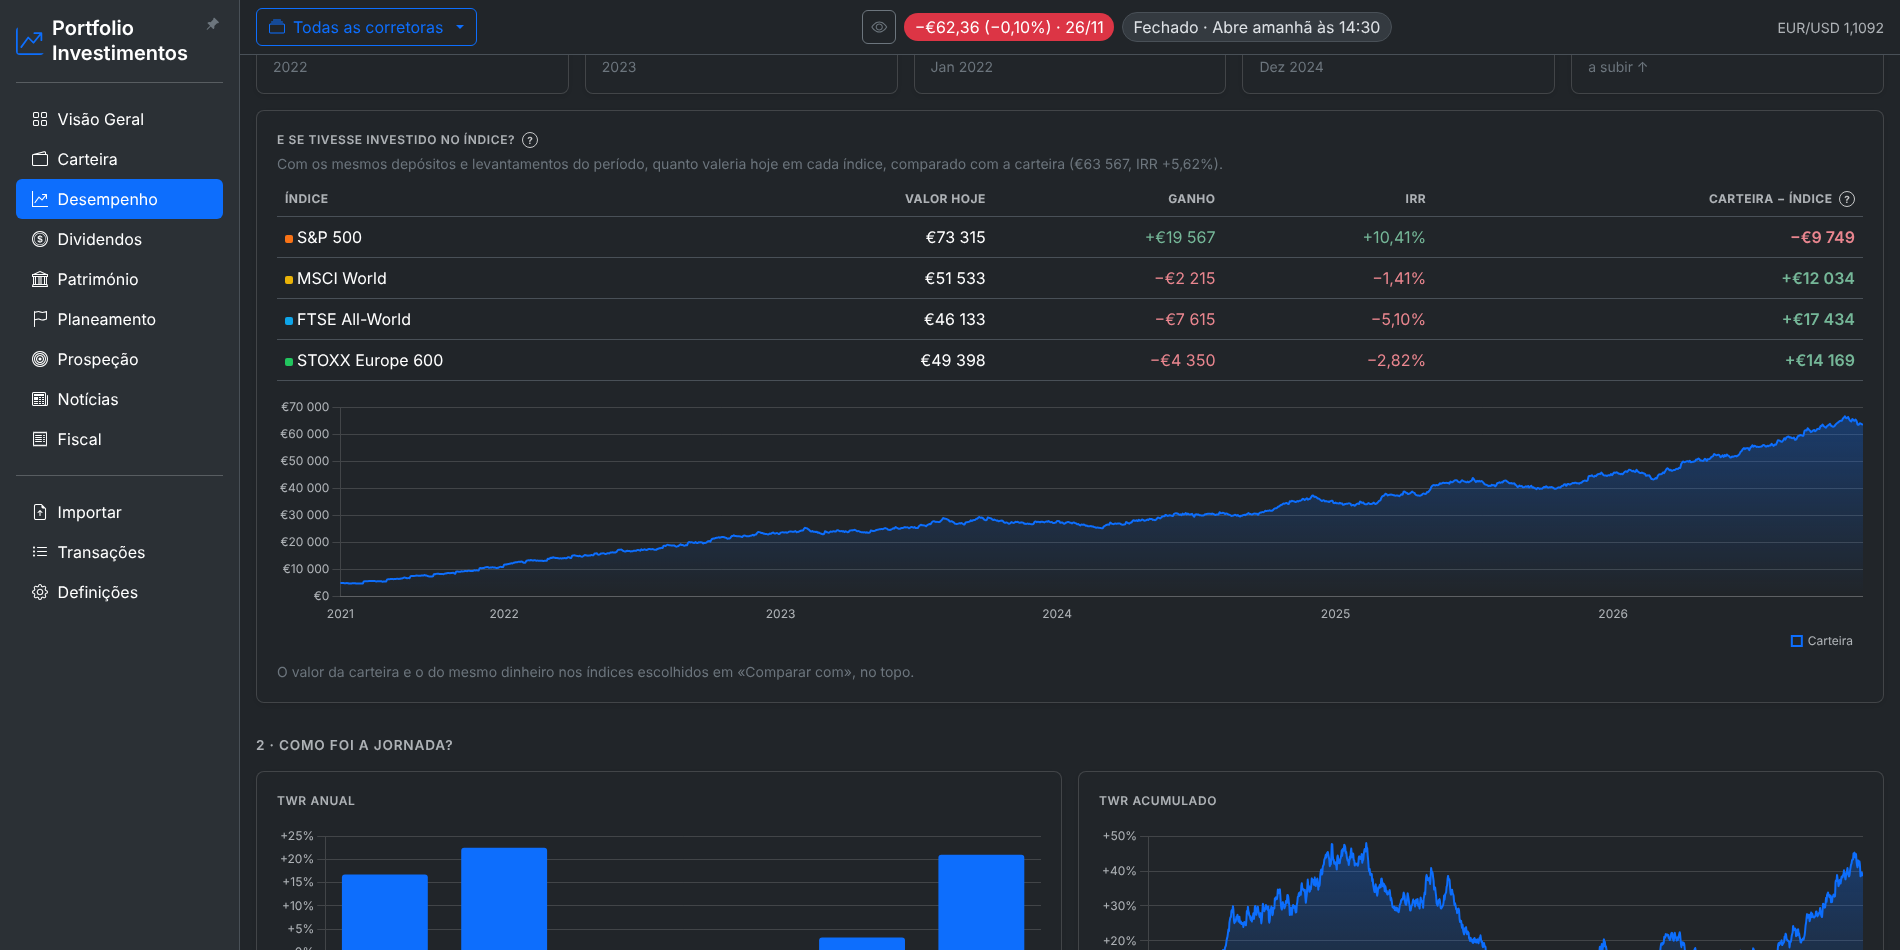 Portfolio
Investimentos
Todas as corretoras
−€62,36 (−0,10%) · 26/11
Fechado · Abre amanhã às 14:30
EUR/USD 1,1092
Visão Geral
Carteira
Desempenho
Dividendos
Património
Planeamento
Prospeção
Notícias
Fiscal
Importar
Transações
Definições
2022
2023
Jan 2022
Dez 2024
a subir ↑
E SE TIVESSE INVESTIDO NO ÍNDICE? ?
Com os mesmos depósitos e levantamentos do período, quanto valeria hoje em cada índice, comparado com a carteira (€63 567, IRR +5,62%).
ÍNDICE VALOR HOJE GANHO IRR CARTEIRA – ÍNDICE ?
S&P 500 €73 315 +€19 567 +10,41% −€9 749
MSCI World €51 533 −€2 215 −1,41% +€12 034
FTSE All-World €46 133 −€7 615 −5,10% +€17 434
STOXX Europe 600 €49 398 −€4 350 −2,82% +€14 169
€70 000
€60 000
€50 000
€40 000
€30 000
€20 000
€10 000
€0
2021 2022 2023 2024 2025 2026
Carteira
O valor da carteira e o do mesmo dinheiro nos índices escolhidos em «Comparar com», no topo.
2 · COMO FOI A JORNADA?
TWR ANUAL
+25%
+20%
+15%
+10%
+5%
TWR ACUMULADO
+50%
+40%
+30%
+20%